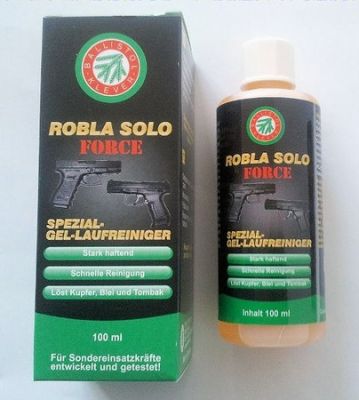 BALLISTOL
KLEVER
ROBLA SOLO
FORCE
SPEZIAL-
GEL-LAUFREINIGER
Stark haftend
Schnelle Reinigung
Löst Kupfer, Blei und Tombak
100 ml
Für Sondereinsatzkräfte
entwickelt und getestet!
BALLISTOL
KLEVER
ROBLA SOLO
FORCE
SPEZIAL-
GEL-LAUFREINIGER
Stark haftend
Schnelle Reinigung
Löst Kupfer, Blei und Tombak
Inhalt 100 ml